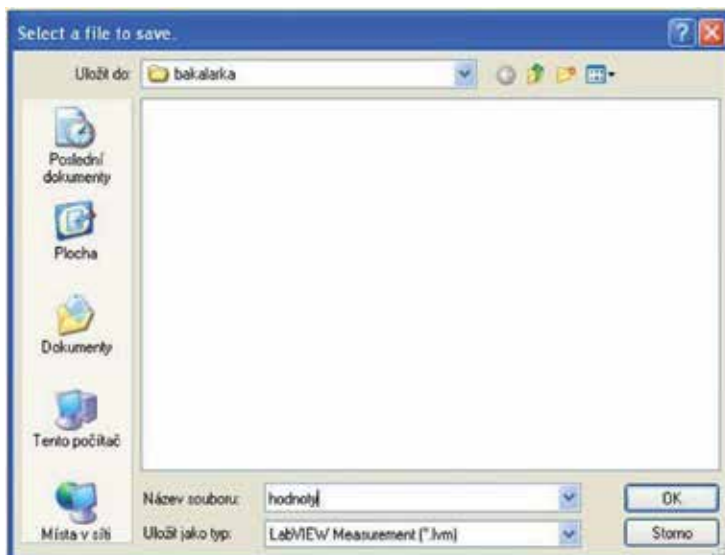 Select a file to save.
Uložit do:
bakalarka
Poslední
dokumenty
Plocha
Dokumenty
Tento počítač
Místa v síti
Název souboru:
hodnoty
OK
Uložit jako typ:
LabVIEW Measurement (*.lvm)
Storno